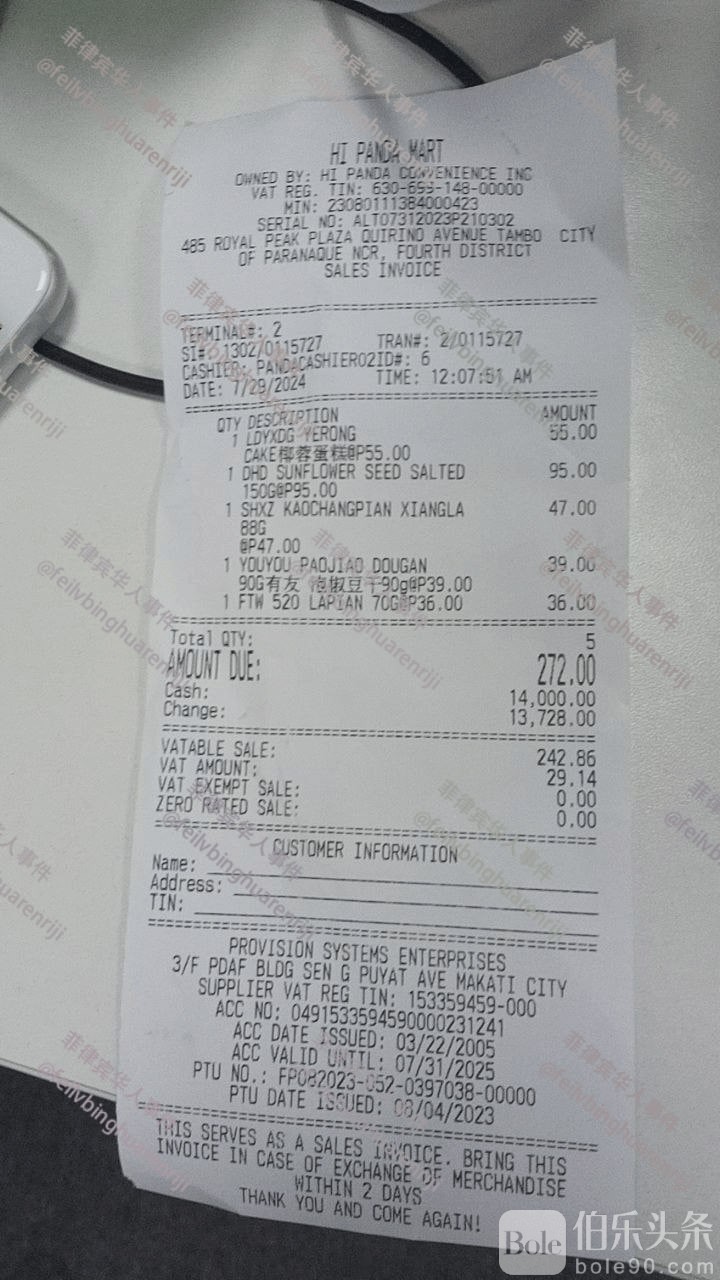 HI PANDA MART
OWNED BY: HI PANDA CONVENIENCE INC
VAT REG. TIN: 630-653-148-00000
MIN: 23080111384000423
SERIAL NO: ALT07312023P210302
485 ROYAL PEAK PLAZA QUIRINO AVENUE TAMBO CITY
OF PARANAQUE NCR, FOURTH DISTRICT
SALES INVOICE
TERMINAL#: 2
SI#: 1302/0115727 TRAN#: 2/0115727
CASHIER: PANDACASHIER02ID#: 6
DATE: 7/29/2024 TIME: 12:07:51 AM
QTY DESCRIPTION AMOUNT
1 LDYXDG YERONG 55.00
CAKE椰蓉蛋糕@P55.00
1 DHD SUNFLOWER SEED SALTED 95.00
150G@P95.00
1 SHXZ KAOCHANGPIAN XIANGLA 47.00
88G
@P47.00
1 YOUYOU PAOJIAO DOUGAN 39.00
90G有友 泡椒豆干90g@P39.00
1 FTW 520 LAPIAN 70G@P36.00 36.00
Total QTY: 5
AMOUNT DUE: 272.00
Cash: 14,000.00
Change: 13,728.00
VATABLE SALE: 242.86
VAT AMOUNT: 29.14
VAT EXEMPT SALE: 0.00
ZERO RATED SALE: 0.00
CUSTOMER INFORMATION
Name:
Address:
TIN:
PROVISION SYSTEMS ENTERPRISES
3/F PDAF BLDG SEN G PUYAT AVE MAKATI CITY
SUPPLIER VAT REG TIN: 153359459-000
ACC NO: 0491533594590000231241
ACC DATE ISSUED: 03/22/2005
ACC VALID UNTIL: 07/31/2025
PTU NO.: FP082023-052-0397038-00000
PTU DATE ISSUED: 08/04/2023
THIS SERVES AS A SALES INVOICE. BRING THIS
INVOICE IN CASE OF EXCHANGE OF MERCHANDISE
WITHIN 2 DAYS
THANK YOU AND COME AGAIN!
菲律宾华人事件
@feilvbinghuarenriji
Bole 伯乐头条
bole90.com